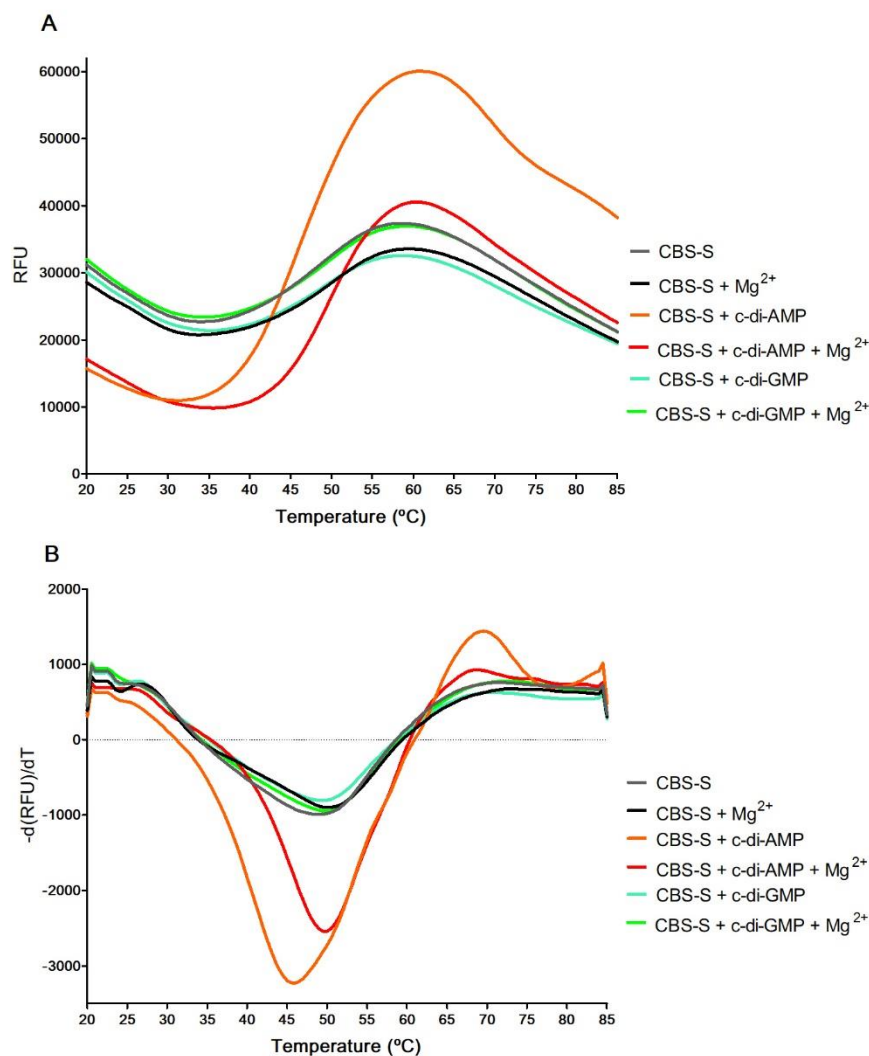 A
RFU
60000
50000
40000
30000
20000
10000
0
20 25 30 35 40 45 50 55 60 65 70 75 80 85
Temperature (ºC)
CBS-S
CBS-S + Mg²⁺
CBS-S + c-di-AMP
CBS-S + c-di-AMP + Mg²⁺
CBS-S + c-di-GMP
CBS-S + c-di-GMP + Mg²⁺
B
-d(RFU)/dT
2000
1000
0
-1000
-2000
-3000
20 25 30 35 40 45 50 55 60 65 70 75 80 85
Temperature (ºC)
CBS-S
CBS-S + Mg²⁺
CBS-S + c-di-AMP
CBS-S + c-di-AMP + Mg²⁺
CBS-S + c-di-GMP
CBS-S + c-di-GMP + Mg²⁺